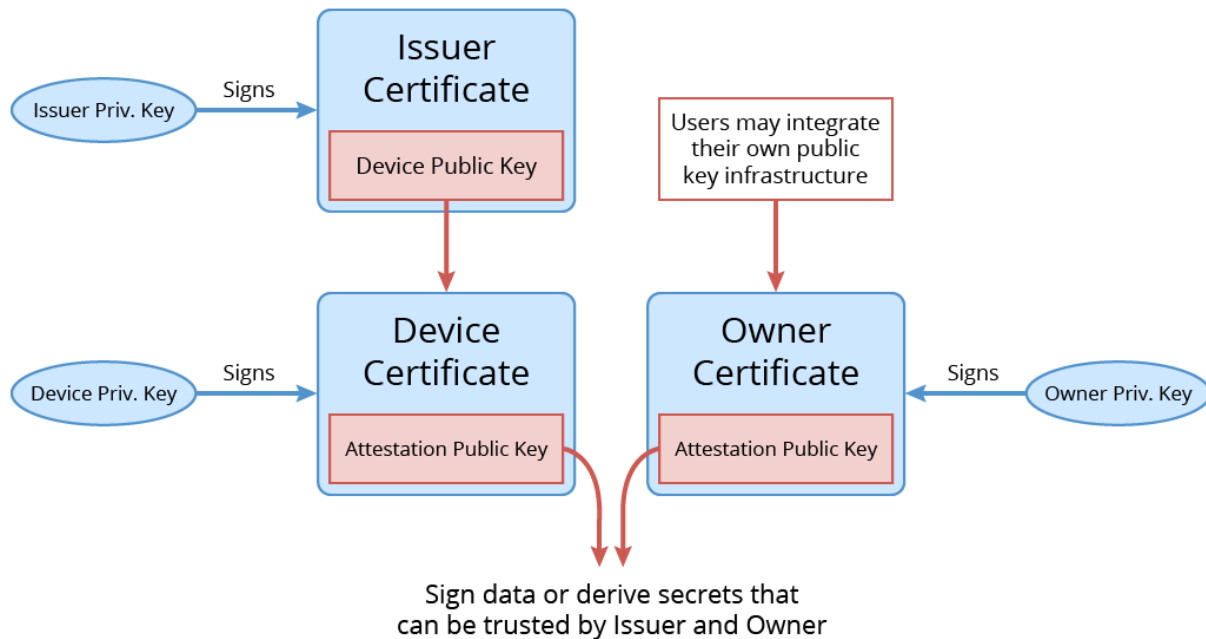 Issuer
Certificate
Issuer Priv. Key
Signs
Device Public Key
Users may integrate
their own public
key infrastructure
Device
Certificate
Device Priv. Key
Signs
Attestation Public Key
Owner
Certificate
Signs
Owner Priv. Key
Attestation Public Key
Sign data or derive secrets that
can be trusted by Issuer and Owner